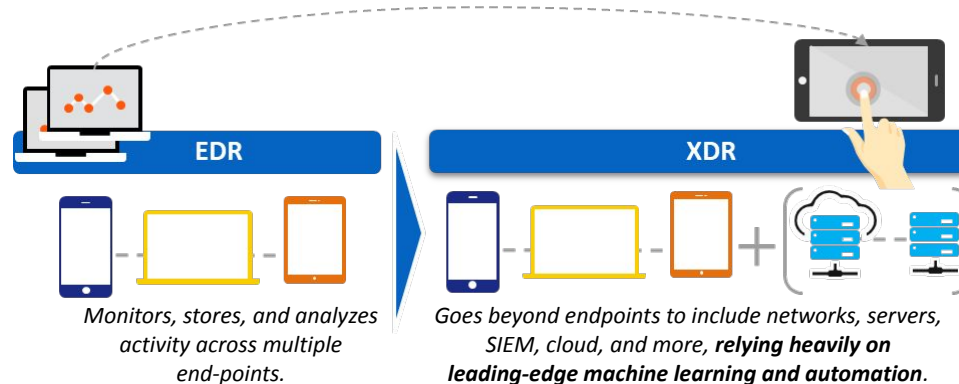 EDR
XDR
Monitors, stores, and analyzes
activity across multiple
end-points.
Goes beyond endpoints to include networks, servers,
SIEM, cloud, and more, relying heavily on
leading-edge machine learning and automation.